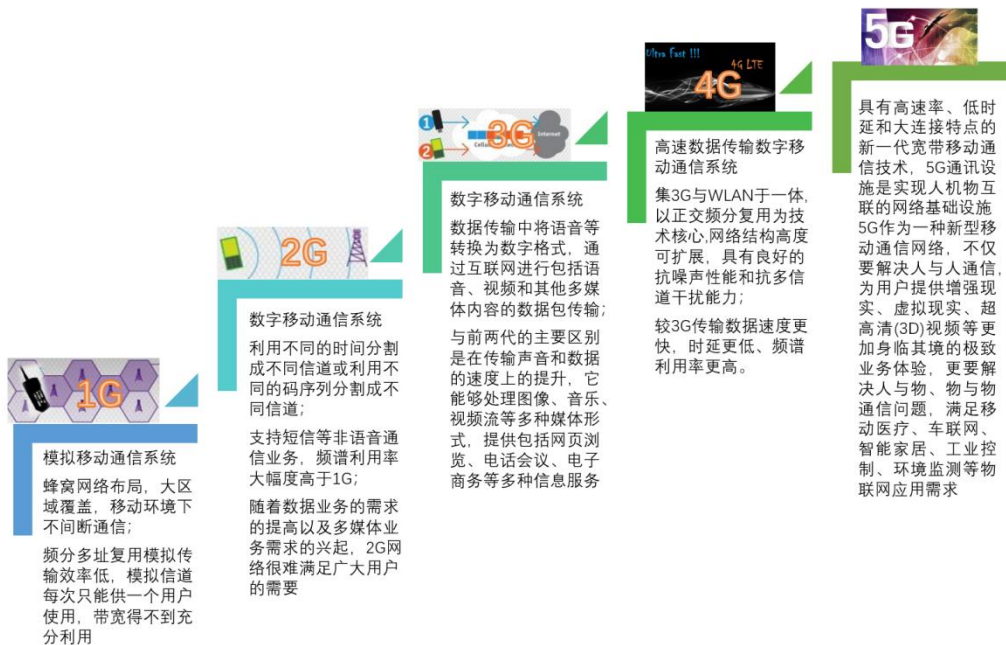 1G
模拟移动通信系统
蜂窝网络布局，大区
域覆盖，移动环境下
不间断通信；
频分多址复用模拟传
输效率低，模拟信道
每次只能供一个用户
使用，带宽得不到充
分利用
2G
数字移动通信系统
利用不同的时间分割
成不同信道或利用不
同的码序列分割成不
同信道；
支持短信等非语音通
信业务，频谱利用率
大幅度高于1G；
随着数据业务的需求
的提高以及多媒体业
务需求的兴起，2G网
络很难满足广大用户
的需要
1
2
3G
Internet
数字移动通信系统
数据传输中将语音等
转换为数字格式，通
过互联网进行包括语
音、视频和其他多媒
体内容的数据包传输；
与前两代的主要区别
是在传输声音和数据
的速度上的提升，它
能够处理图像、音乐、
视频流等多种媒体形
式，提供包括网页浏
览、电话会议、电子
商务等多种信息服务
Ultra Fast !!!
4G LTE
4G
高速数据传输数字移
动通信系统
集3G与WLAN于一体，
以正交频分复用为技
术核心,网络结构高度
可扩展，具有良好的
抗噪声性能和抗多信
道干扰能力；
较3G传输数据速度更
快，时延更低、频谱
利用率更高。
5G
具有高速率、低时
延和大连接特点的
新一代宽带移动通
信技术，5G通讯设
施是实现人机物互
联的网络基础设施
5G作为一种新型移
动通信网络，不仅
要解决人与人通信，
为用户提供增强现
实、虚拟现实、超
高清(3D)视频等更
加身临其境的极致
业务体验，更要解
决人与物、物与物
通信问题，满足移
动医疗、车联网、
智能家居、工业控
制、环境监测等物
联网应用需求